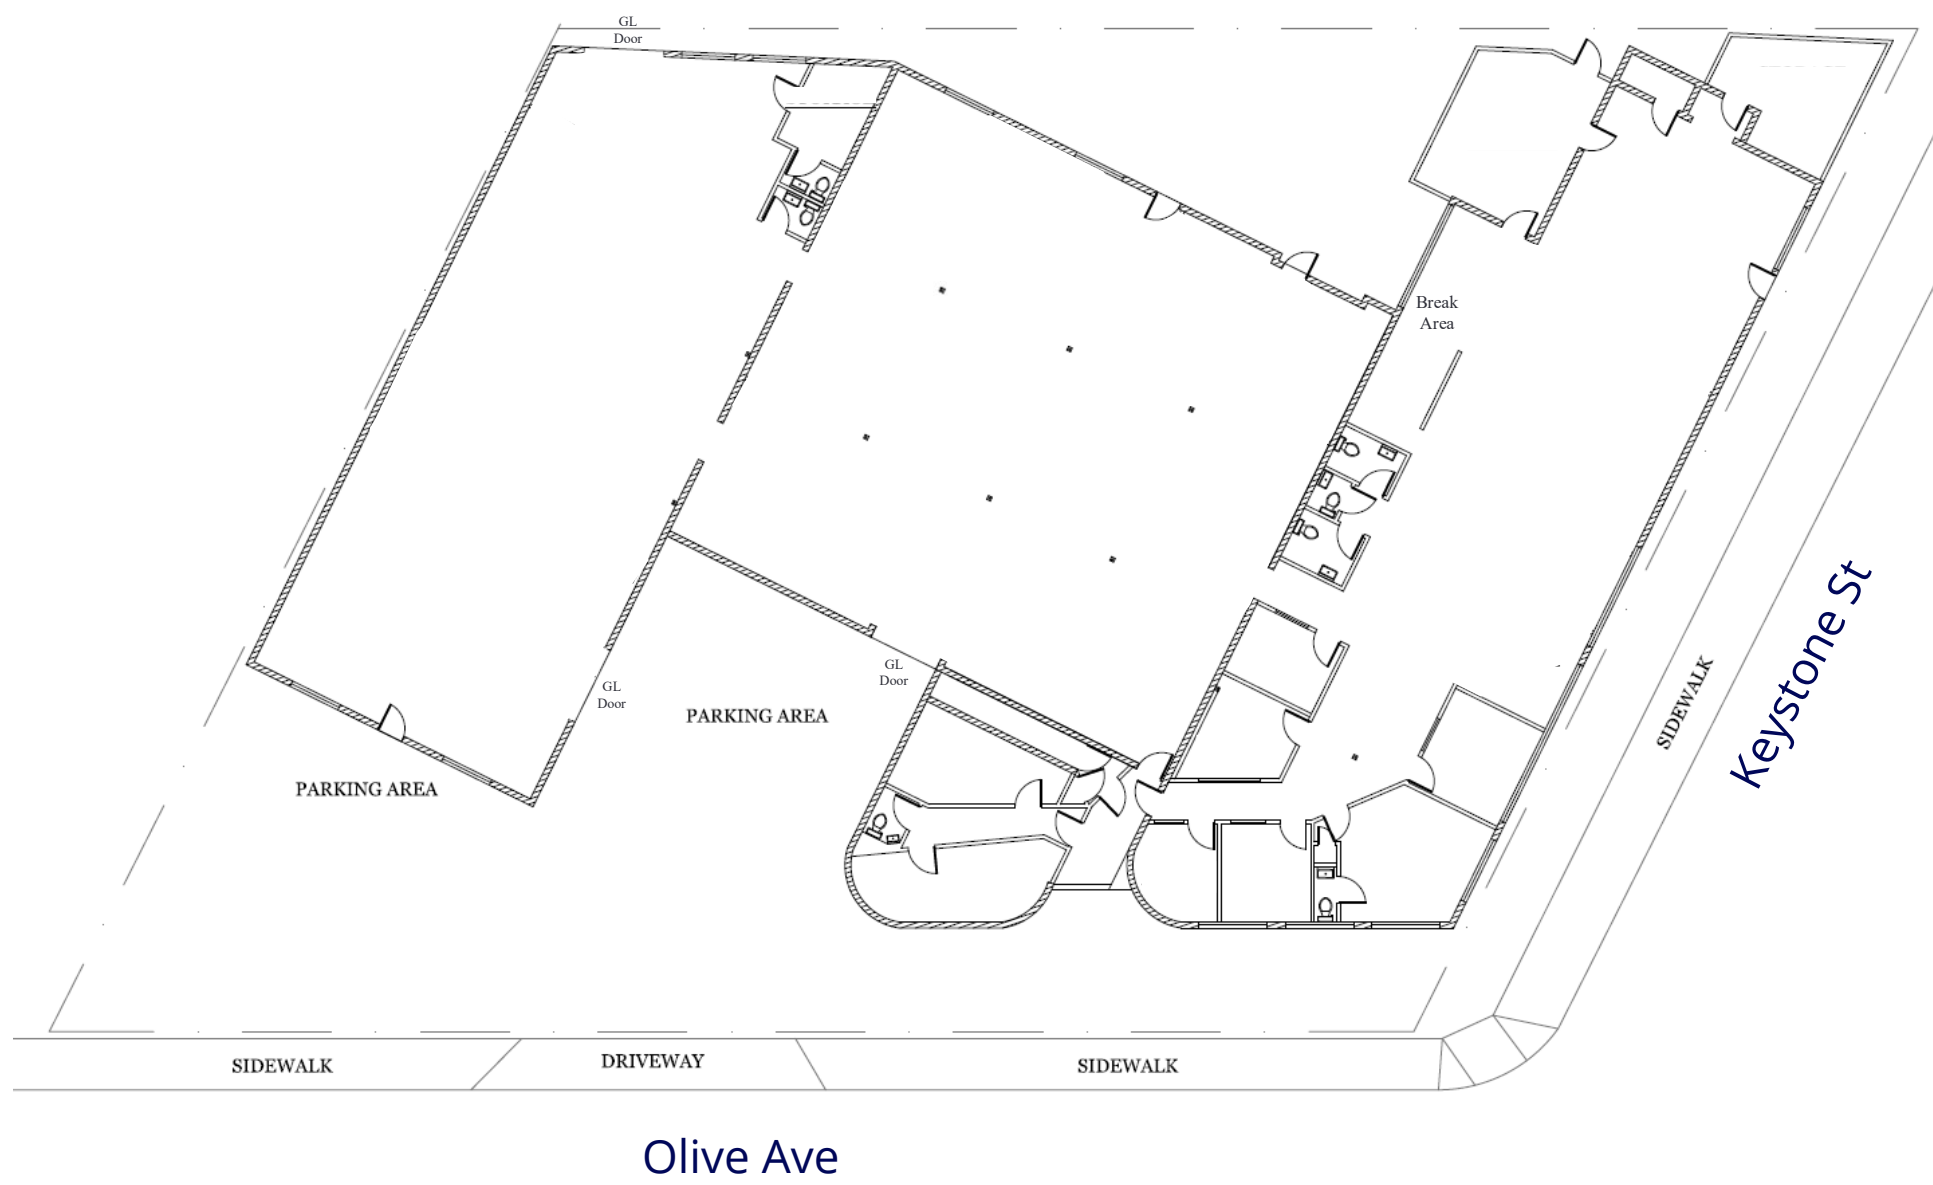 GL
Door
Break
Area
GL
Door
GL
Door
PARKING AREA
PARKING AREA
SIDEWALK
Keystone St
SIDEWALK
DRIVEWAY
SIDEWALK
Olive Ave